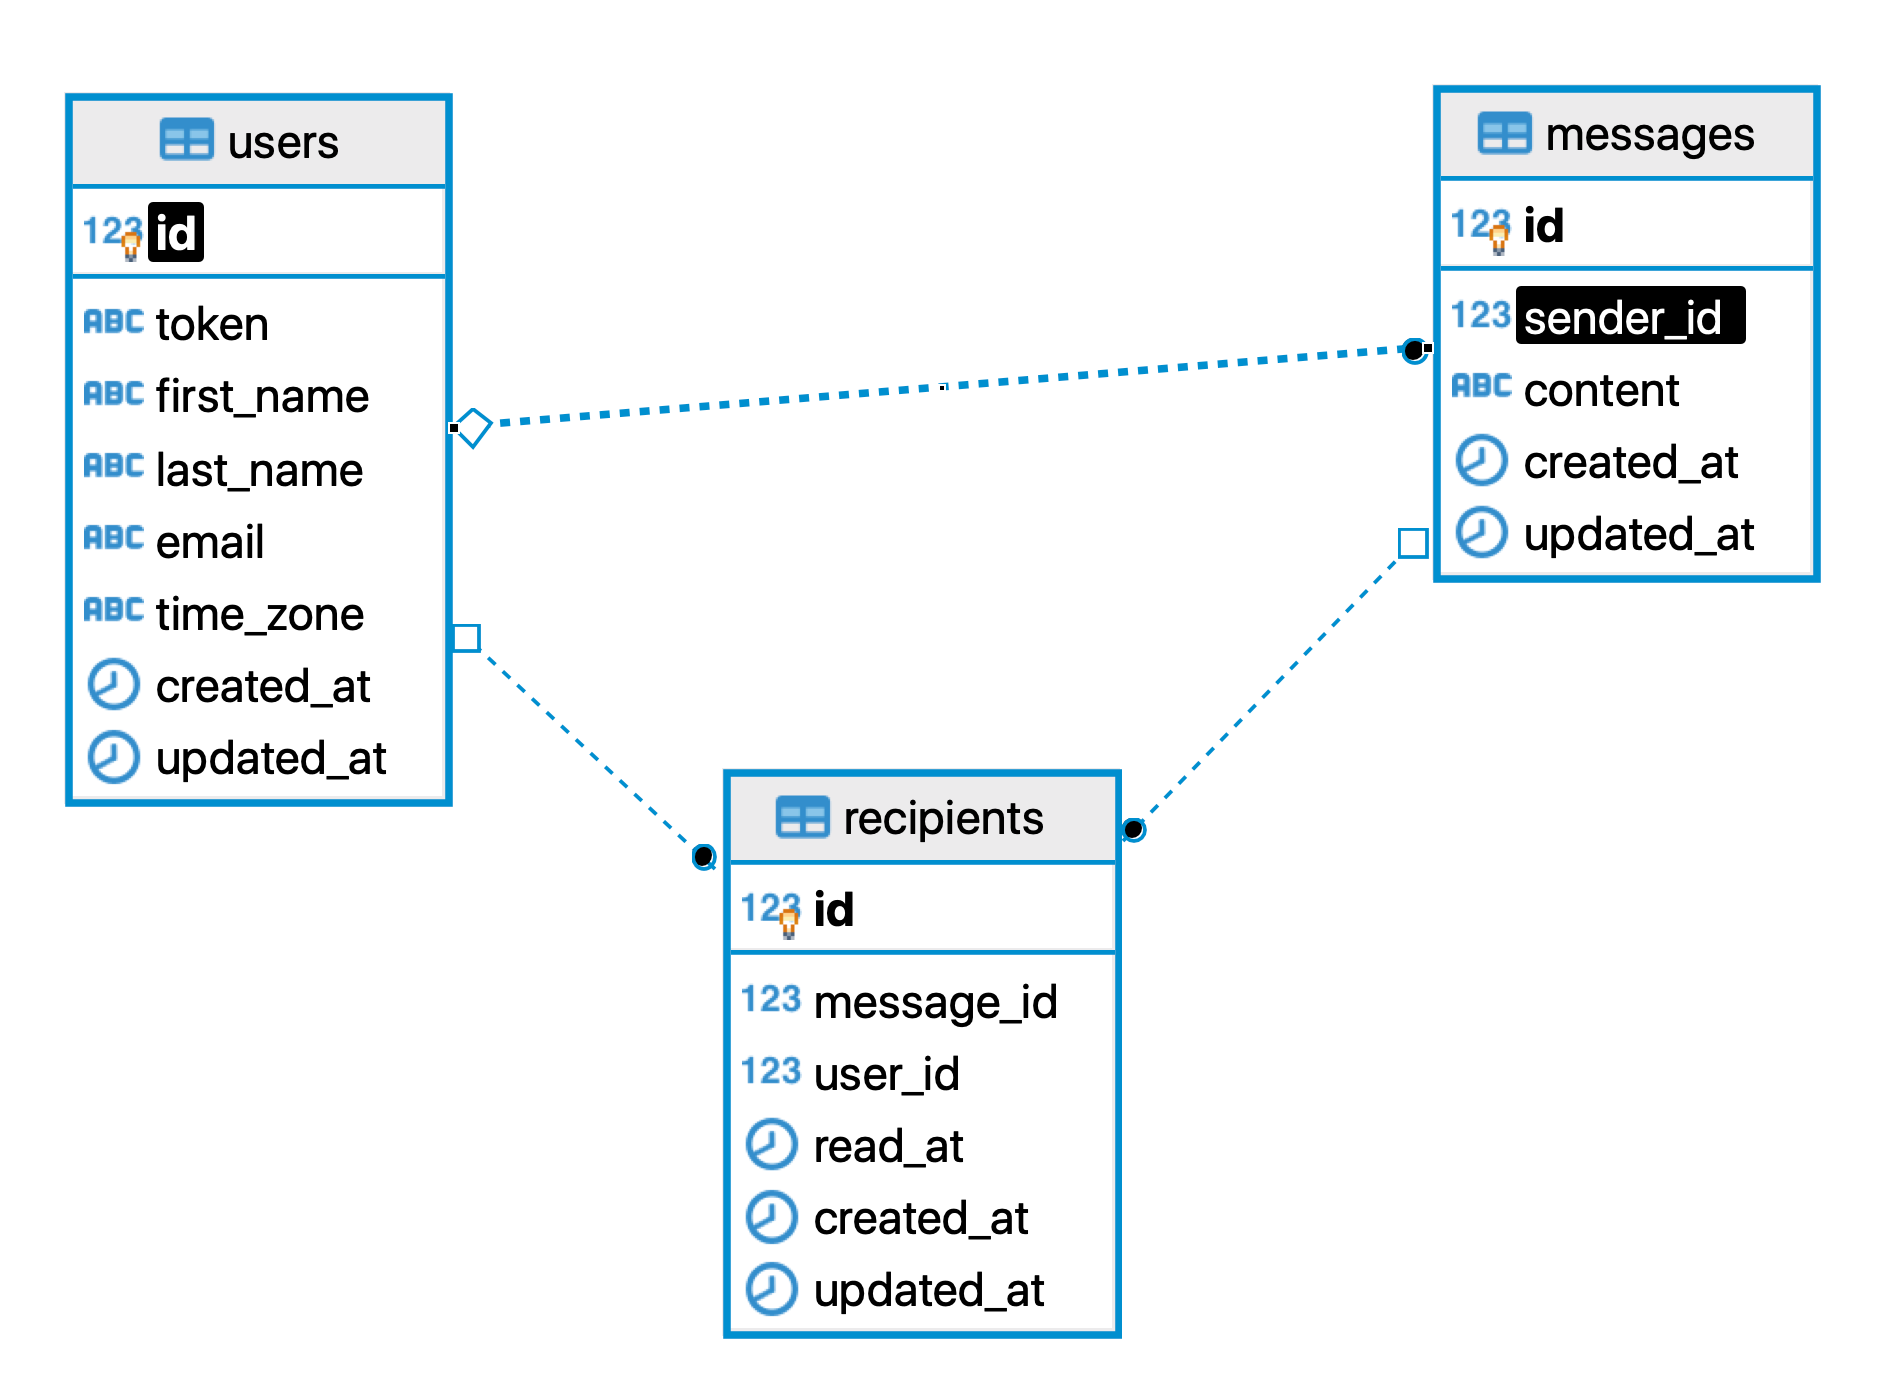 users
123 id
ABC token
ABC first_name
ABC last_name
ABC email
ABC time_zone
created_at
updated_at
messages
123 id
123 sender_id
ABC content
created_at
updated_at
recipients
123 id
123 message_id
123 user_id
read_at
created_at
updated_at